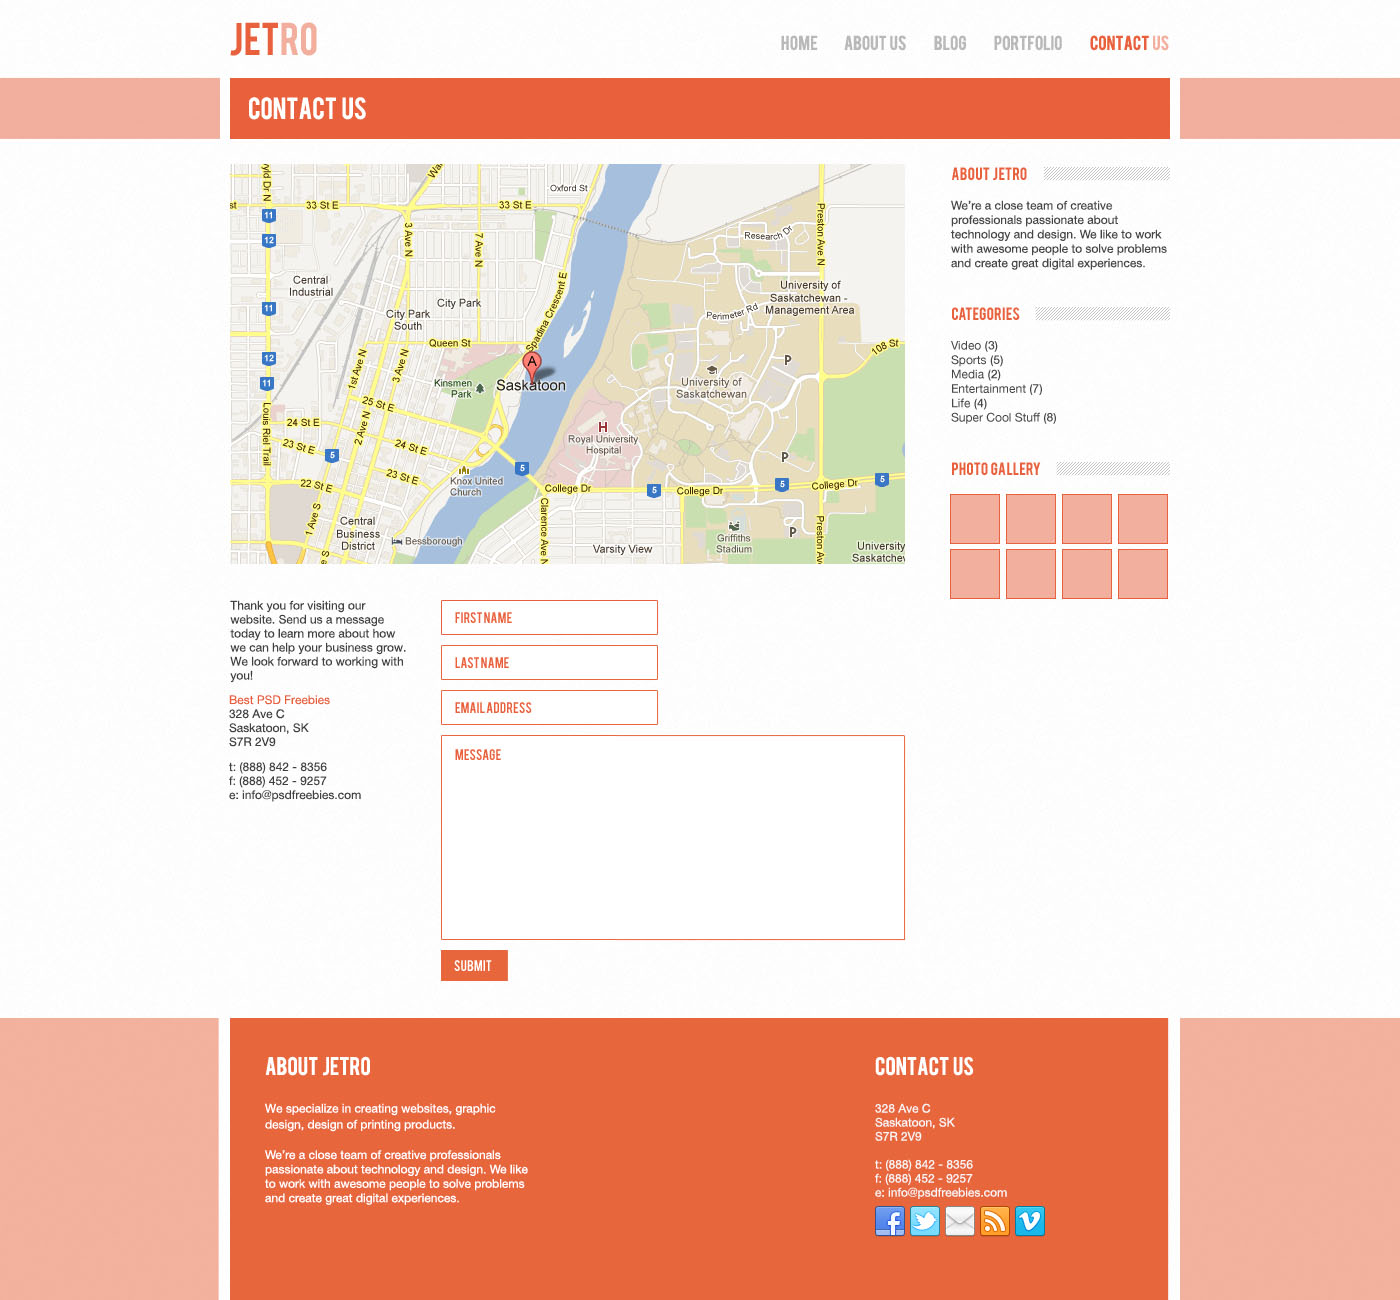 JETRO
HOME ABOUT US BLOG PORTFOLIO CONTACT US
CONTACT US
Oxford St
33 St E
33 St E
3 Ave N
7 Ave N
Preston Ave N
Research Dr
11
12
Central
Industrial
City Park
City Park
South
Spadina Crescent E
University of
Saskatchewan -
Management Area
Perimeter Rd
11
Queen St
108 St
12
11
1st Ave N
3 Ave N
A
Saskatoon
Kinsmen
Park
P
University of
Saskatchewan
25 St E
Louis Riel Trail
24 St E
2 Ave N
24 St E
23 St E
5
H
Royal University
Hospital
23 St E
Knox United
Church
5
P
22 St E
College Dr
5
College Dr
5
College Dr
5
1 Ave S
Central
Business
District
Bessborough
Clarence Ave N
Varsity View
Griffiths
Stadium
P
Preston Av
University
Saskatchew
Thank you for visiting our
website. Send us a message
today to learn more about how
we can help your business grow.
We look forward to working with
you!
Best PSD Freebies
328 Ave C
Saskatoon, SK
S7R 2V9
t: (888) 842 - 8356
f: (888) 452 - 9257
e: info@psdfreebies.com
FIRST NAME
LAST NAME
EMAIL ADDRESS
MESSAGE
SUBMIT
ABOUT JETRO
We're a close team of creative
professionals passionate about
technology and design. We like to work
with awesome people to solve problems
and create great digital experiences.
CATEGORIES
Video (3)
Sports (5)
Media (2)
Entertainment (7)
Life (4)
Super Cool Stuff (8)
PHOTO GALLERY
ABOUT JETRO
We specialize in creating websites, graphic
design, design of printing products.
We're a close team of creative professionals
passionate about technology and design. We like
to work with awesome people to solve problems
and create great digital experiences.
CONTACT US
328 Ave C
Saskatoon, SK
S7R 2V9
t: (888) 842 - 8356
f: (888) 452 - 9257
e: info@psdfreebies.com